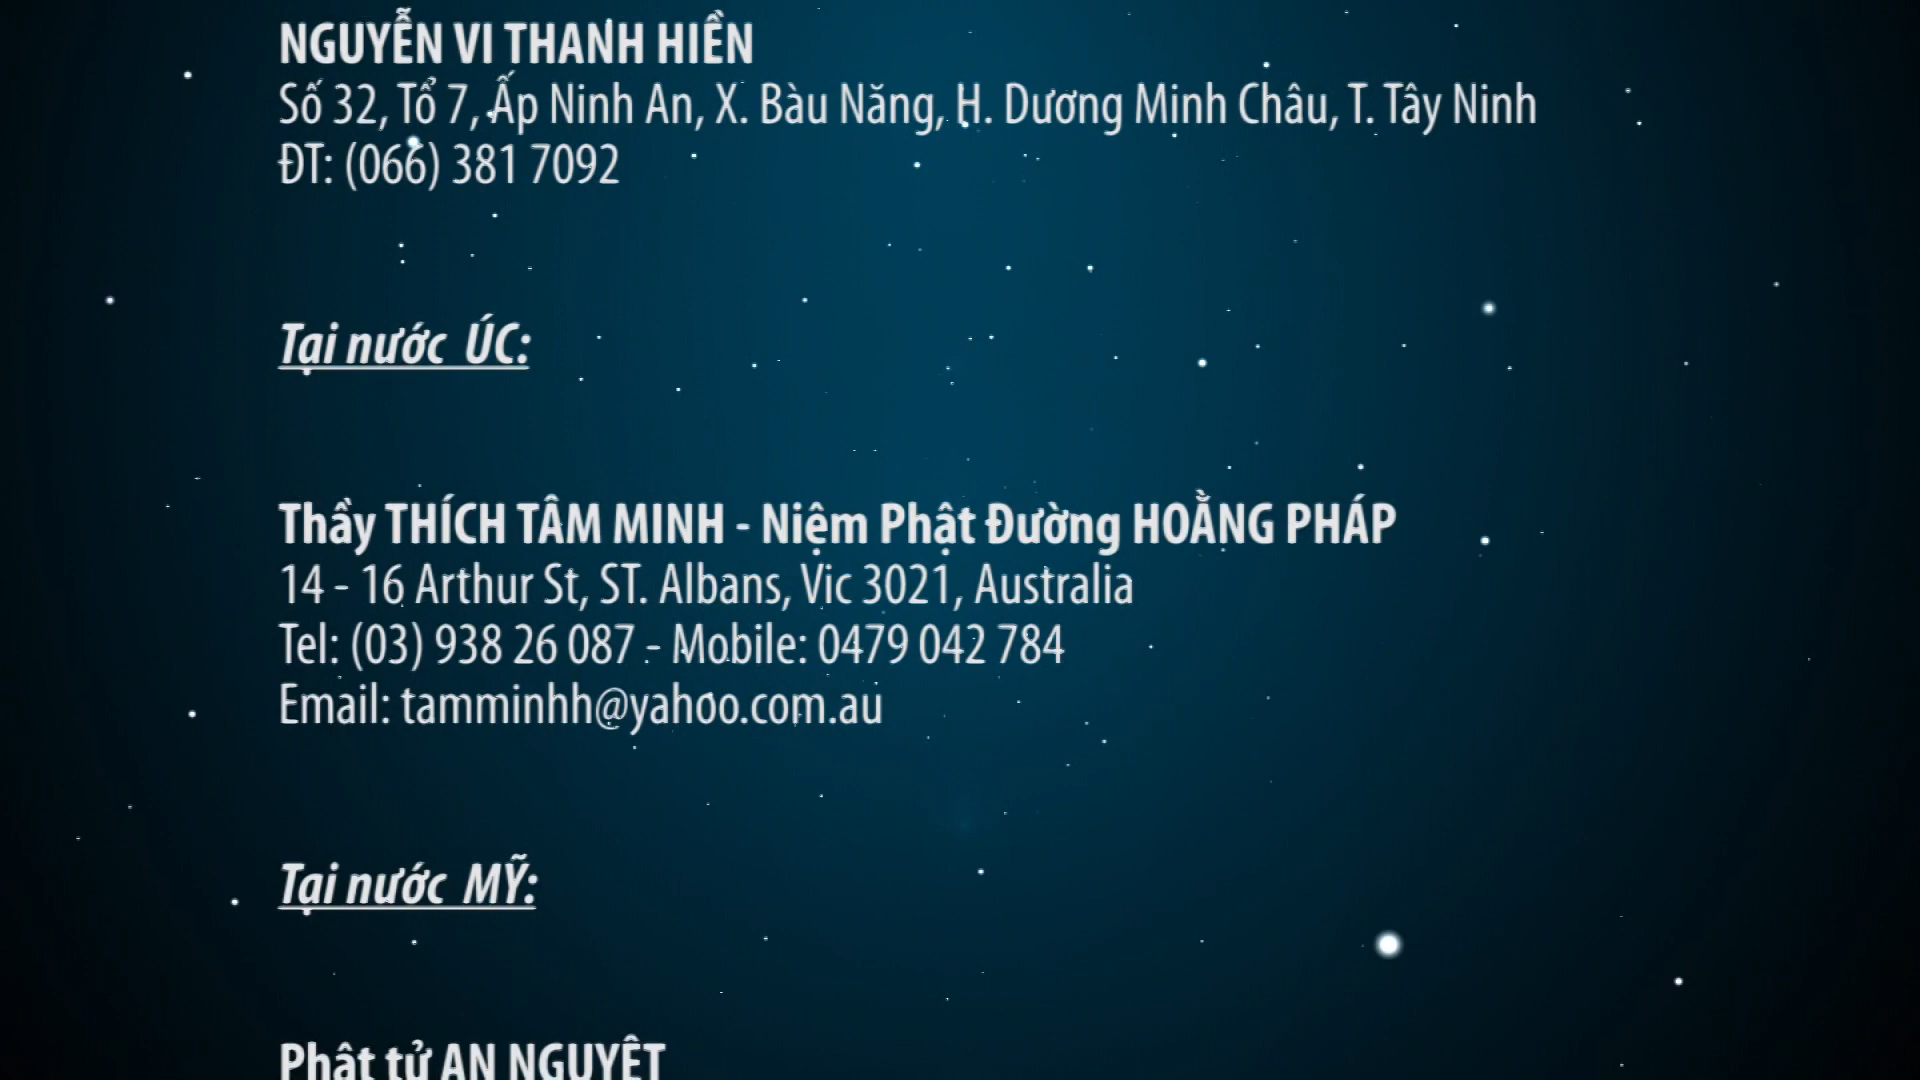 NGUYỄN VI THANH HIỀN
Số 32, Tổ 7, Ấp Ninh An, X. Bàu Năng, H. Dương Minh Châu, T. Tây Ninh
ĐT: (066) 381 7092
Tại nước ÚC:
Thầy THÍCH TÂM MINH - Niệm Phật Đường HOẰNG PHÁP
14 - 16 Arthur St, ST. Albans, Vic 3021, Australia
Tel: (03) 938 26 087 - Mobile: 0479 042 784
Email: tamminhh@yahoo.com.au
Tại nước MỸ:
Phật tử AN NGUYỆT